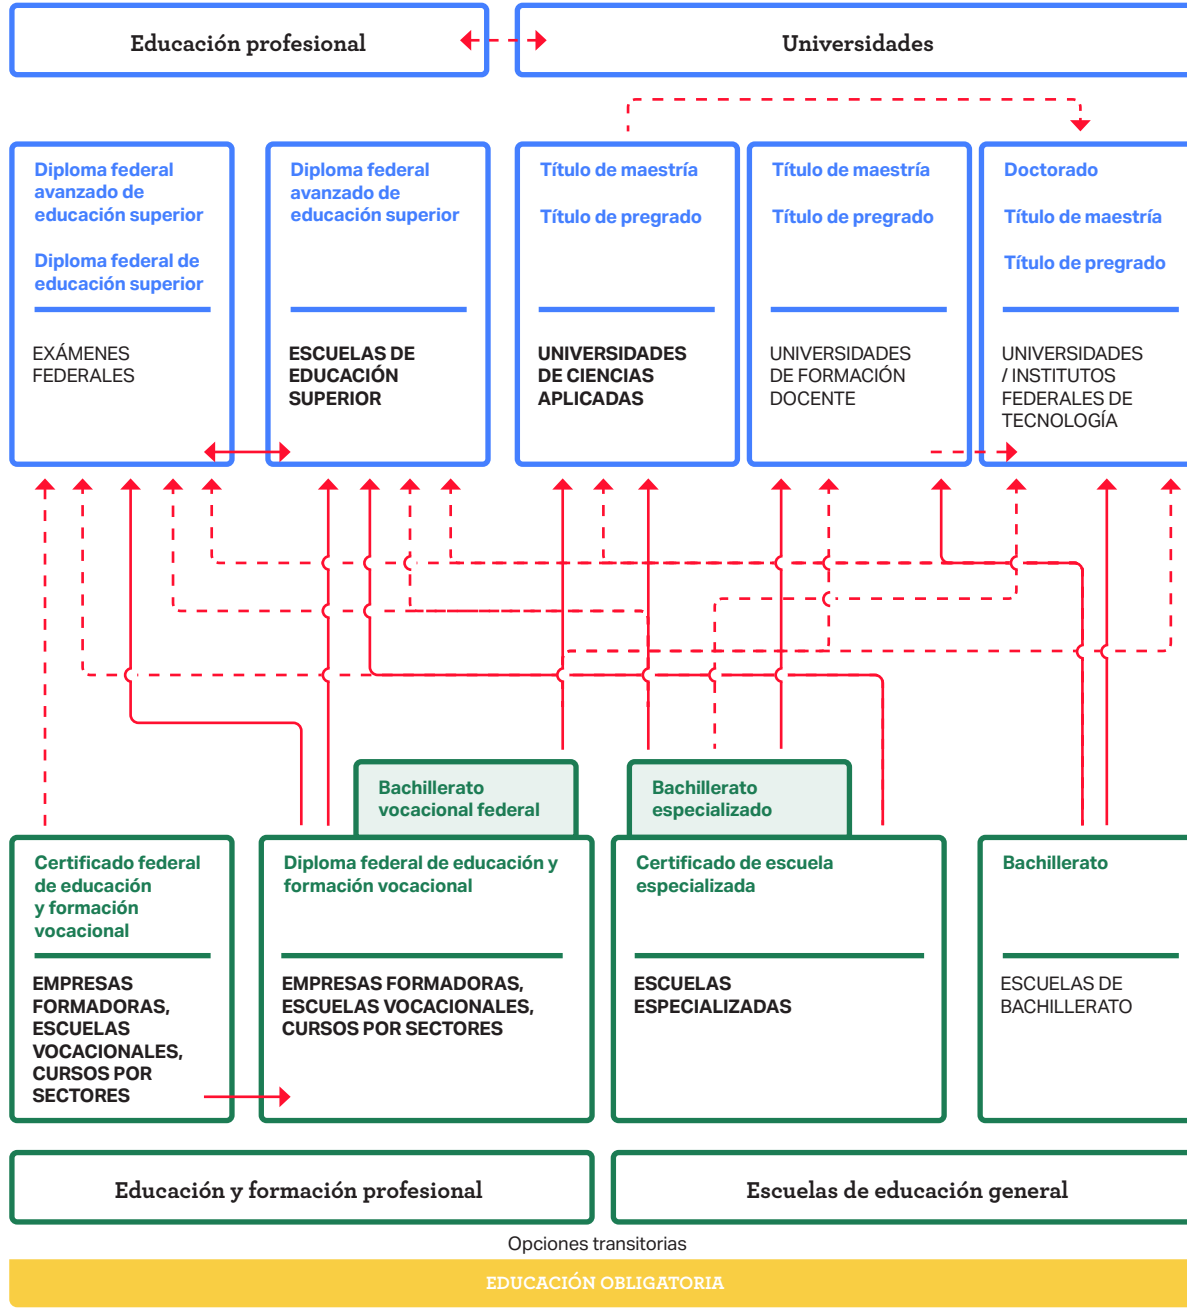 Educación profesional
Universidades
Diploma federal
avanzado de
educación superior
Diploma federal de
educación superior
EXÁMENES
FEDERALES
Diploma federal
avanzado de
educación superior
ESCUELAS DE
EDUCACIÓN
SUPERIOR
Título de maestría
Título de pregrado
UNIVERSIDADES
DE CIENCIAS
APLICADAS
Título de maestría
Título de pregrado
UNIVERSIDADES
DE FORMACIÓN
DOCENTE
Doctorado
Título de maestría
Título de pregrado
UNIVERSIDADES
/ INSTITUTOS
FEDERALES DE
TECNOLOGÍA
Bachillerato
vocacional federal
Bachillerato
especializado
Certificado federal
de educación
y formación
vocacional
EMPRESAS
FORMADORAS,
ESCUELAS
VOCACIONALES,
CURSOS POR
SECTORES
Diploma federal de educación y
formación vocacional
EMPRESAS FORMADORAS,
ESCUELAS VOCACIONALES,
CURSOS POR SECTORES
Certificado de escuela
especializada
ESCUELAS
ESPECIALIZADAS
Bachillerato
ESCUELAS DE
BACHILLERATO
Educación y formación profesional
Escuelas de educación general
Opciones transitorias
EDUCACIÓN OBLIGATORIA